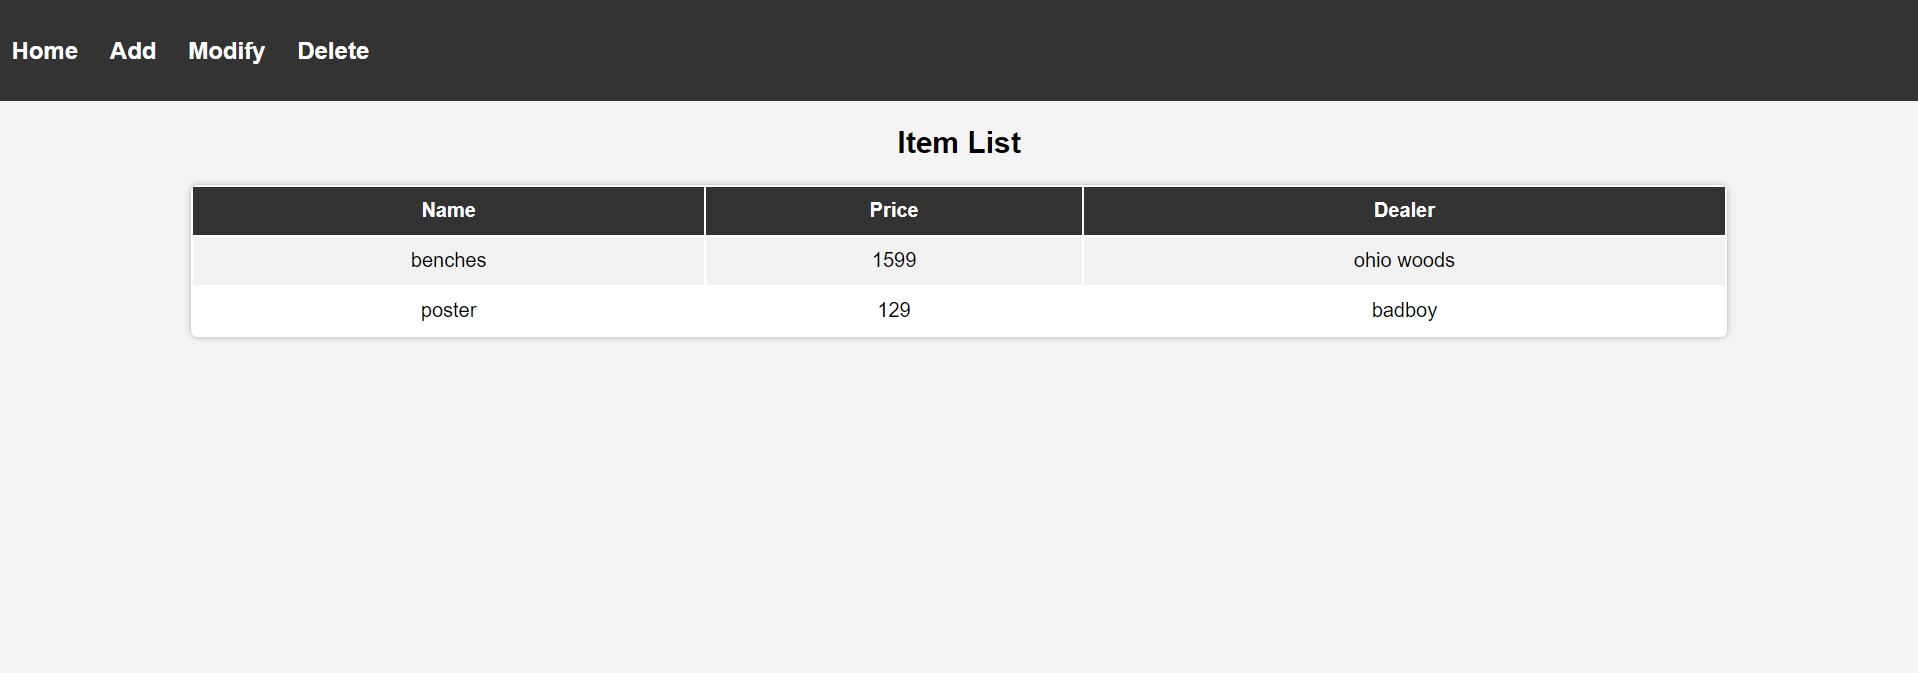 Home Add Modify Delete
Item List
Name Price Dealer
benches 1599 ohio woods
poster 129 badboy